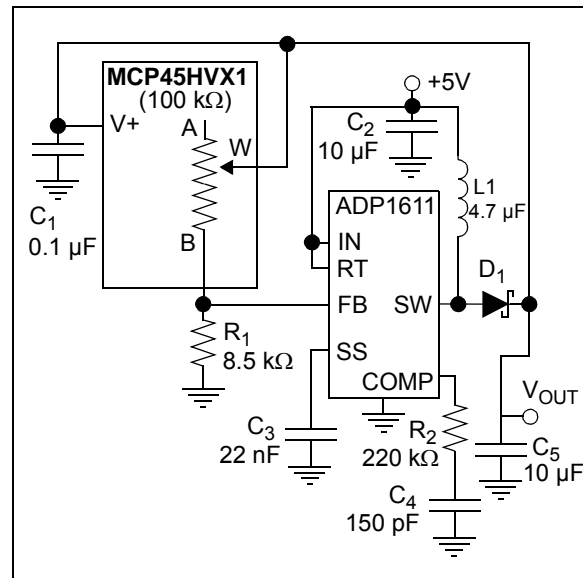 MCP45HVX1
(100 kΩ)
+5V
V+
A
W
C2
10 µF
L1
4.7 µF
C1
0.1 µF
B
ADP1611
IN
RT
D1
FB
SW
R1
8.5 kΩ
SS
COMP
VOUT
C3
22 nF
R2
220 kΩ
C5
10 µF
C4
150 pF